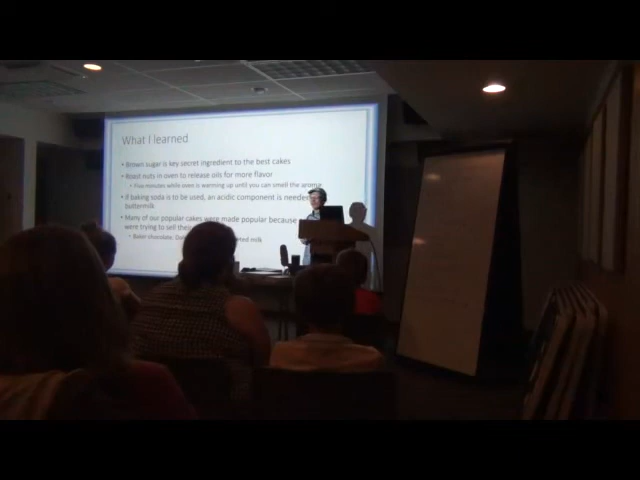 What I learned
• Brown sugar is key secret ingredient to the best cakes
• Roast nuts in oven to release oils for more flavor
• Five minutes while oven is warming up until you can smell the aroma
• If baking soda is to be used, an acidic component is needed
buttermilk
• Many of our popular cakes were made popular because
were trying to sell their
• Baker chocolate, milk